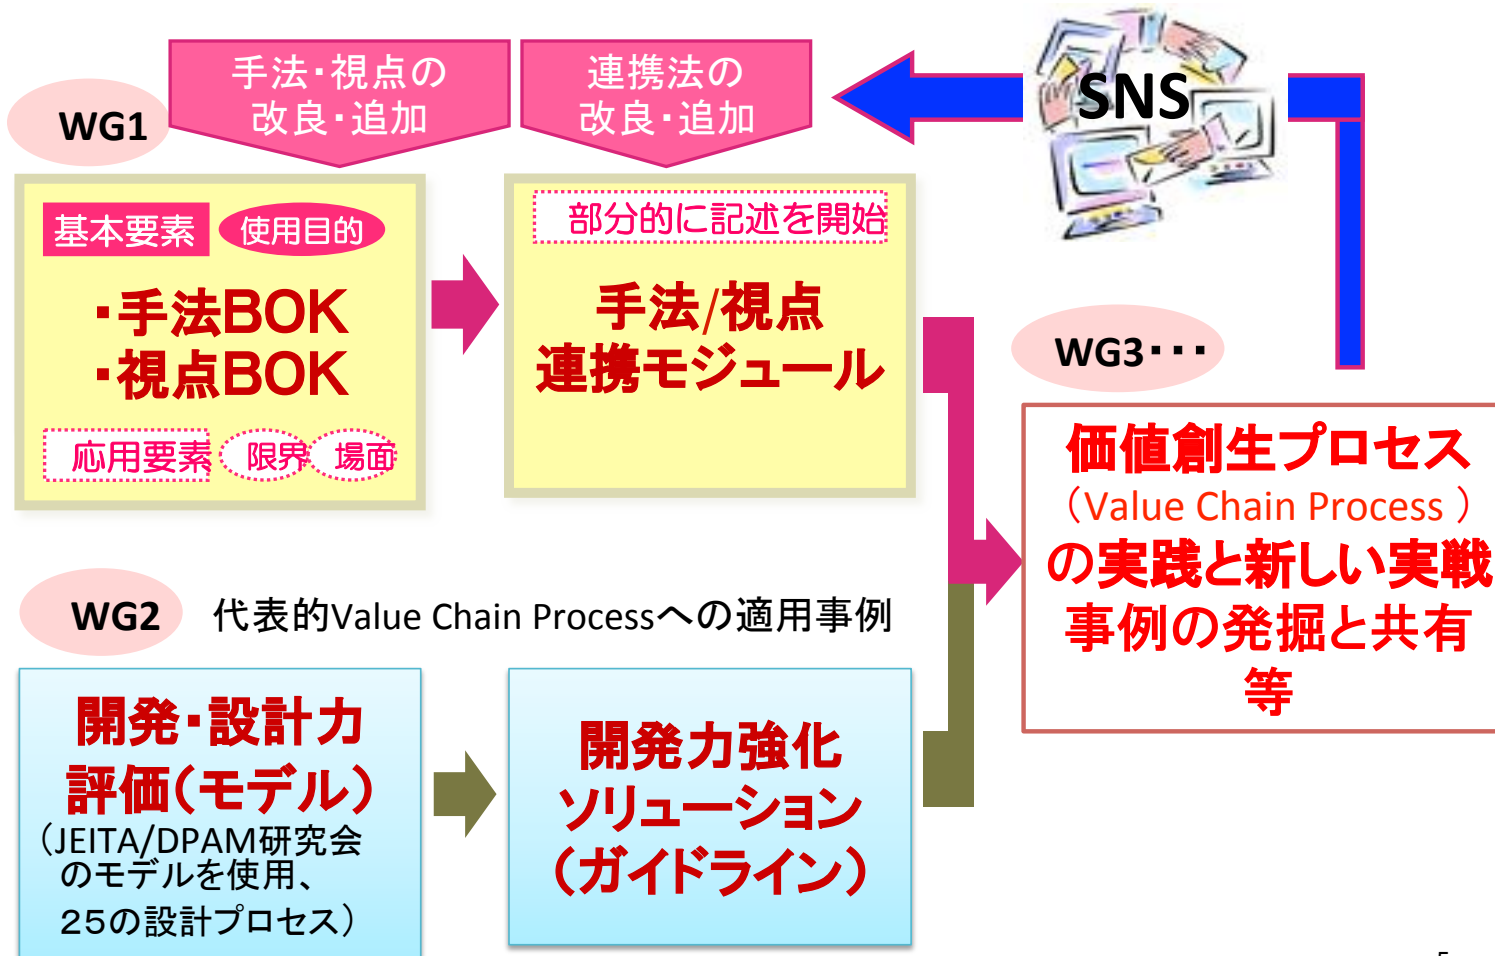 手法・視点の
改良・追加
連携法の
改良・追加
SNS
WG1
基本要素
使用目的
・手法BOK
・視点BOK
応用要素
限界
場面
部分的に記述を開始
手法/視点
連携モジュール
WG3・・・
価値創生プロセス
（Value Chain Process ）
の実践と新しい実戦
事例の発掘と共有
等
WG2
代表的Value Chain Processへの適用事例
開発・設計力
評価（モデル）
（JEITA/DPAM研究会
のモデルを使用、
25の設計プロセス）
開発力強化
ソリューション
（ガイドライン）
5